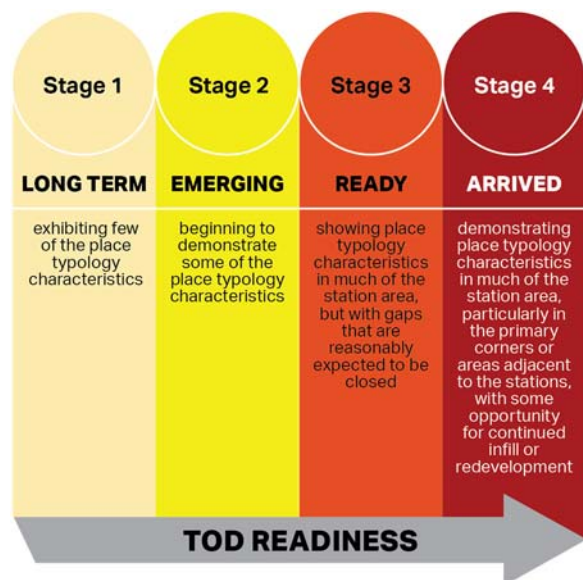 Stage 1
LONG TERM
exhibiting few
of the place
typology
characteristics
Stage 2
EMERGING
beginning to
demonstrate
some of the
place typology
characteristics
Stage 3
READY
showing place
typology
characteristics
in much of the
station area,
but with gaps
that are
reasonably
expected to be
closed
Stage 4
ARRIVED
demonstrating
place typology
characteristics
in much of the
station area,
particularly in
the primary
corners or
areas adjacent
to the stations,
with some
opportunity
for continued
infill or
redevelopment
TOD READINESS